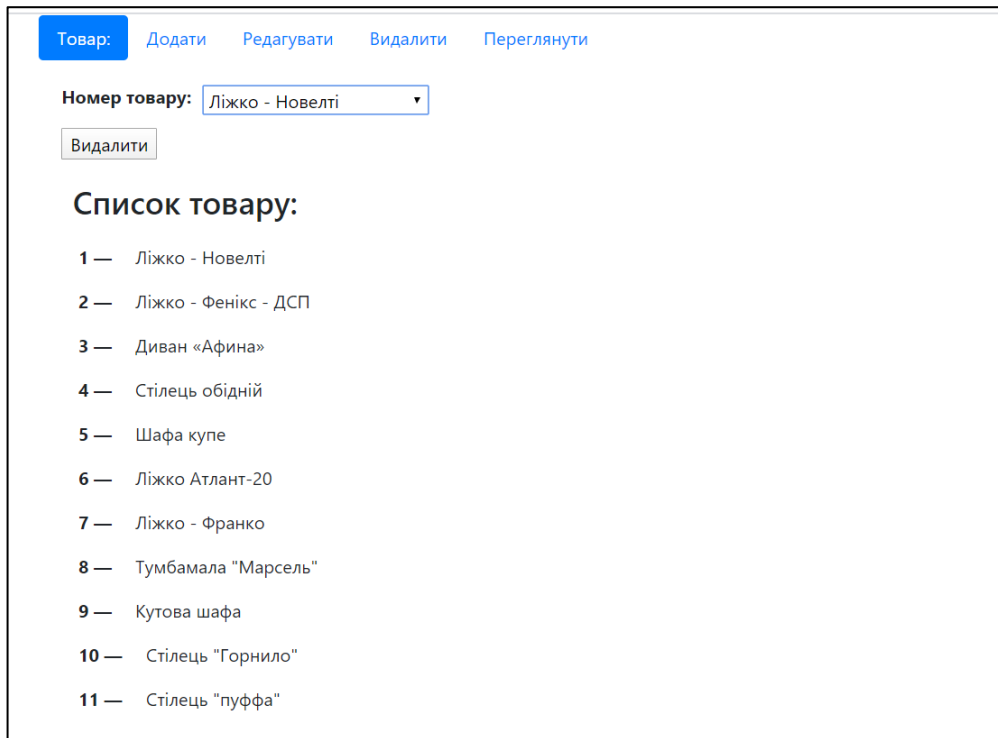 Товар: Додати Редагувати Видалити Переглянути
Номер товару: Ліжко - Новелті
Видалити
Список товару:
1 — Ліжко - Новелті
2 — Ліжко - Фенікс - ДСП
3 — Диван «Афина»
4 — Стілець обідній
5 — Шафа купе
6 — Ліжко Атлант-20
7 — Ліжко - Франко
8 — Тумбамала "Марсель"
9 — Кутова шафа
10 — Стілець "Горнило"
11 — Стілець "пуффа"